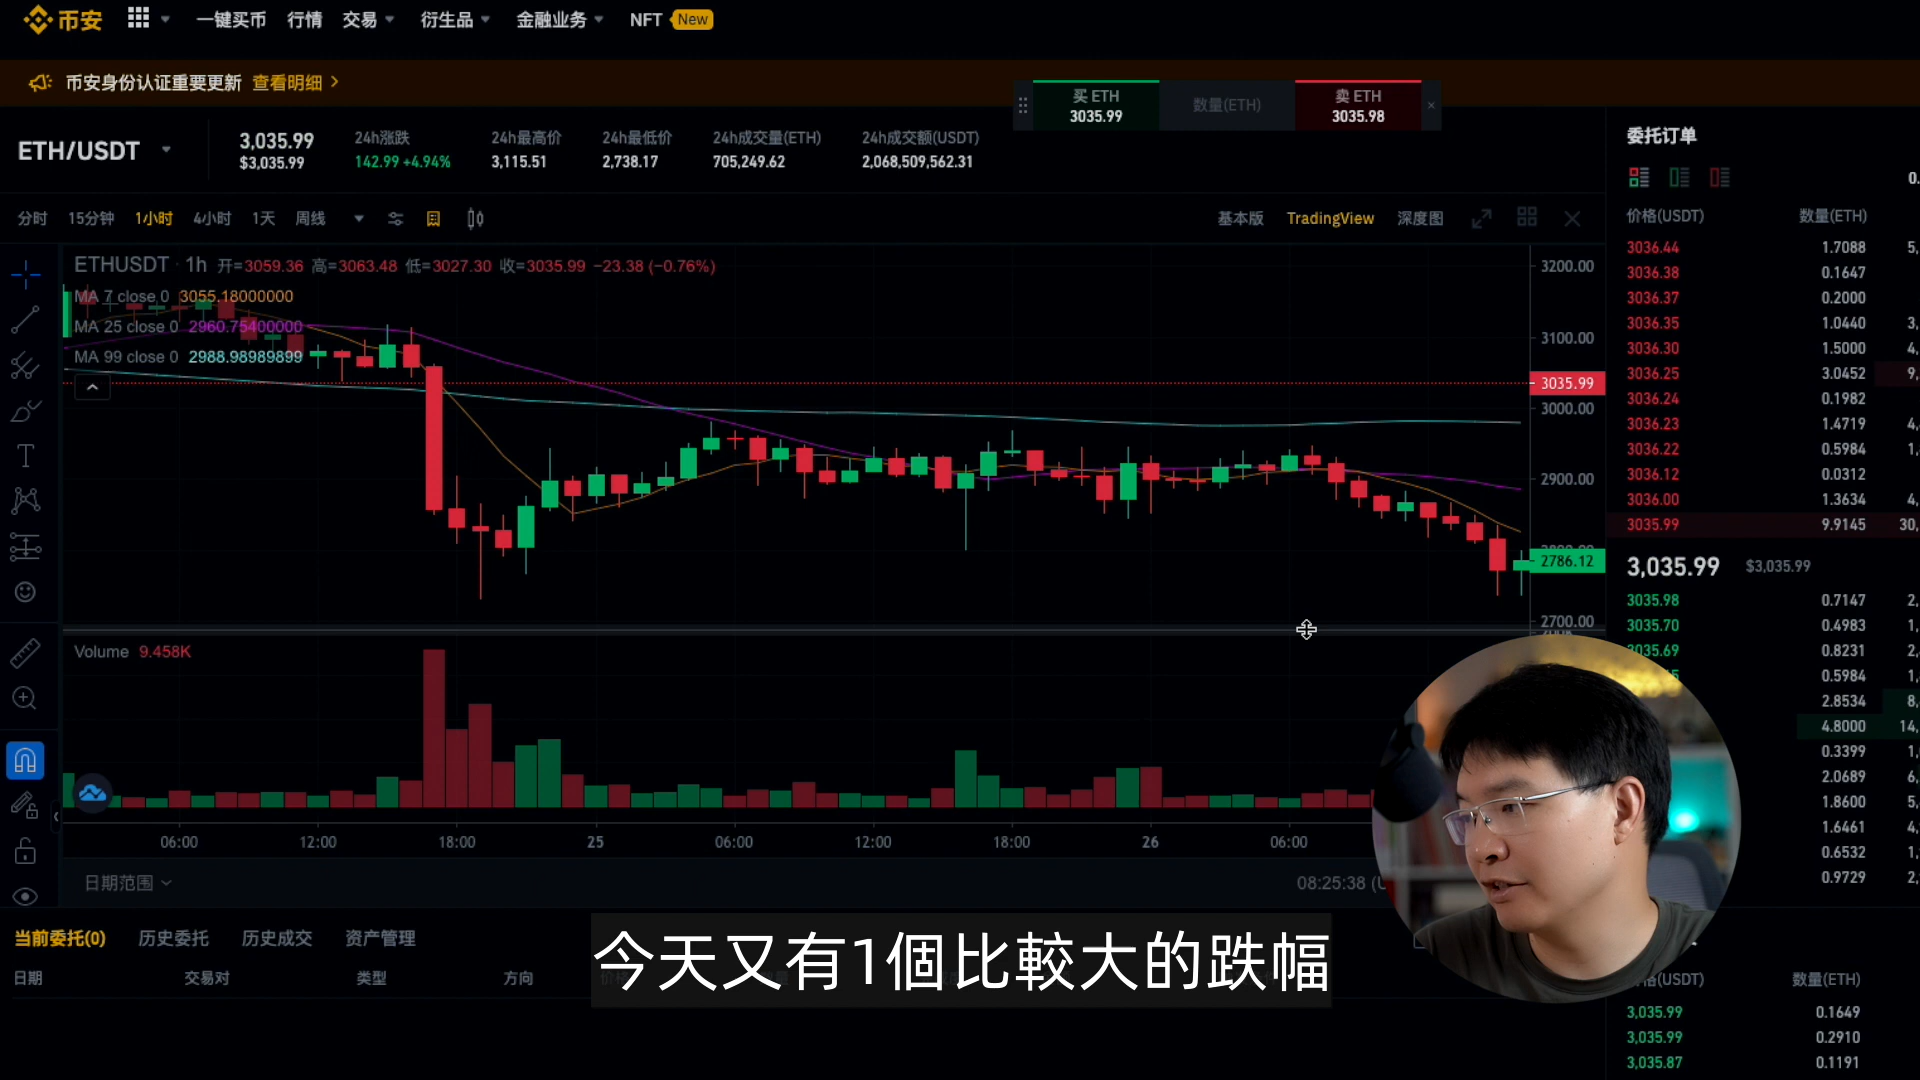 币安 一键买币 行情 交易 衍生品 金融业务 NFT New
币安身份认证重要更新 查看明细
买 ETH 3035.99 数量(ETH) 卖 ETH 3035.98
ETH/USDT
3,035.99
$3,035.99
24h涨跌
142.99 +4.94%
24h最高价
3,115.51
24h最低价
2,738.17
24h成交量(ETH)
705,249.62
24h成交额(USDT)
2,068,509,562.31
分时 15分钟 1小时 4小时 1天 周线
基本版 TradingView 深度图
ETHUSDT · 1h 开=3059.36 高=3063.48 低=3027.30 收=3035.99 −23.38 (−0.76%)
MA 7 close 0 3055.18000000
MA 25 close 0 2960.75400000
MA 99 close 0 2988.98989899
3200.00
3100.00
3035.99
3000.00
2900.00
2786.12
2700.00
Volume 9.458K
06:00 12:00 18:00 25 06:00 12:00 18:00 26 06:00
日期范围
08:25:38
当前委托(0) 历史委托 历史成交 资产管理
日期 交易对 类型 方向
今天又有1個比較大的跌幅
委托订单
价格(USDT) 数量(ETH)
3036.44 1.7088
3036.38 0.1647
3036.37 0.2000
3036.35 1.0440
3036.30 1.5000
3036.25 3.0452
3036.24 0.1982
3036.23 1.4719
3036.22 0.5984
3036.12 0.0312
3036.00 1.3634
3035.99 9.9145
3,035.99 $3,035.99
3035.98 0.7147
3035.70 0.4983
3035.69 0.8231
0.5984
2.8534
4.8000
0.3399
2.0689
1.8600
1.6461
0.6532
0.9729
(USDT) 数量(ETH)
3,035.99 0.1649
3,035.99 0.2910
3,035.87 0.1191